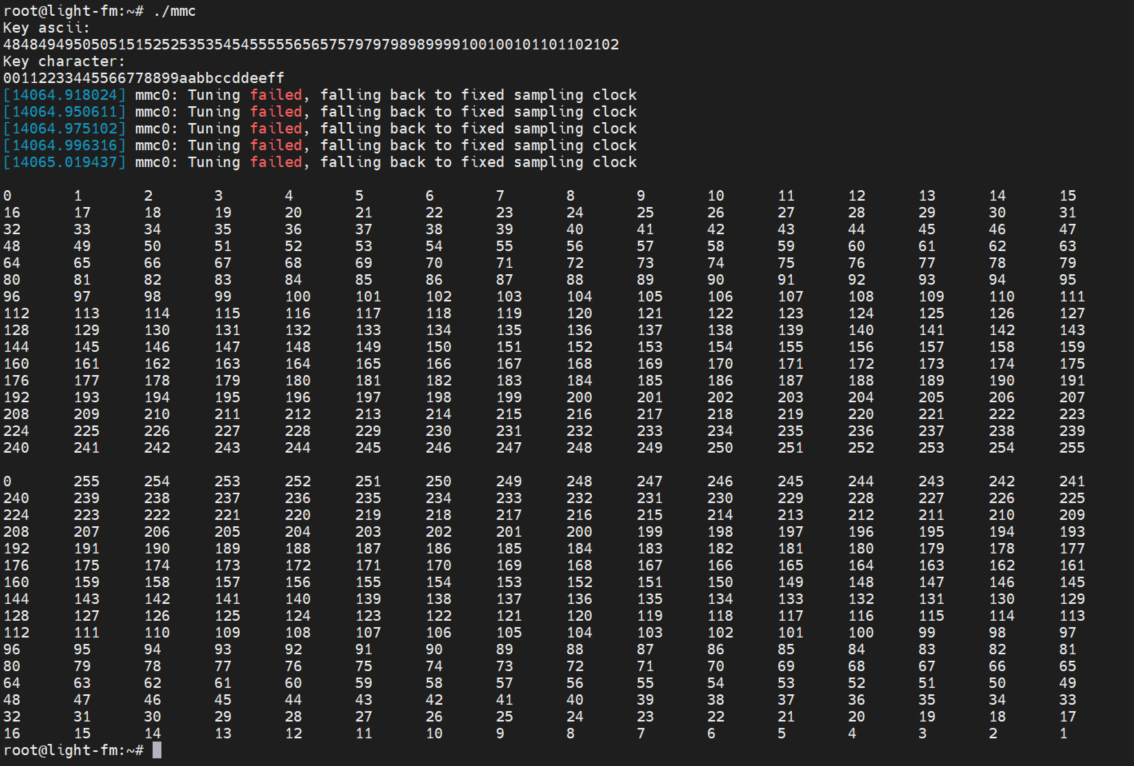 root@light-fm:~# ./mmc
Key ascii:
4848494950505151525253535454555556565757979798989999100100101101102102
Key character:
00112233445566778899aabbccddeeff
[14064.918024] mmc0: Tuning failed, falling back to fixed sampling clock
[14064.950611] mmc0: Tuning failed, falling back to fixed sampling clock
[14064.975102] mmc0: Tuning failed, falling back to fixed sampling clock
[14064.996316] mmc0: Tuning failed, falling back to fixed sampling clock
[14065.019437] mmc0: Tuning failed, falling back to fixed sampling clock
0 1 2 3 4 5 6 7 8 9 10 11 12 13 14 15
16 17 18 19 20 21 22 23 24 25 26 27 28 29 30 31
32 33 34 35 36 37 38 39 40 41 42 43 44 45 46 47
48 49 50 51 52 53 54 55 56 57 58 59 60 61 62 63
64 65 66 67 68 69 70 71 72 73 74 75 76 77 78 79
80 81 82 83 84 85 86 87 88 89 90 91 92 93 94 95
96 97 98 99 100 101 102 103 104 105 106 107 108 109 110 111
112 113 114 115 116 117 118 119 120 121 122 123 124 125 126 127
128 129 130 131 132 133 134 135 136 137 138 139 140 141 142 143
144 145 146 147 148 149 150 151 152 153 154 155 156 157 158 159
160 161 162 163 164 165 166 167 168 169 170 171 172 173 174 175
176 177 178 179 180 181 182 183 184 185 186 187 188 189 190 191
192 193 194 195 196 197 198 199 200 201 202 203 204 205 206 207
208 209 210 211 212 213 214 215 216 217 218 219 220 221 222 223
224 225 226 227 228 229 230 231 232 233 234 235 236 237 238 239
240 241 242 243 244 245 246 247 248 249 250 251 252 253 254 255
0 255 254 253 252 251 250 249 248 247 246 245 244 243 242 241
240 239 238 237 236 235 234 233 232 231 230 229 228 227 226 225
224 223 222 221 220 219 218 217 216 215 214 213 212 211 210 209
208 207 206 205 204 203 202 201 200 199 198 197 196 195 194 193
192 191 190 189 188 187 186 185 184 183 182 181 180 179 178 177
176 175 174 173 172 171 170 169 168 167 166 165 164 163 162 161
160 159 158 157 156 155 154 153 152 151 150 149 148 147 146 145
144 143 142 141 140 139 138 137 136 135 134 133 132 131 130 129
128 127 126 125 124 123 122 121 120 119 118 117 116 115 114 113
112 111 110 109 108 107 106 105 104 103 102 101 100 99 98 97
96 95 94 93 92 91 90 89 88 87 86 85 84 83 82 81
80 79 78 77 76 75 74 73 72 71 70 69 68 67 66 65
64 63 62 61 60 59 58 57 56 55 54 53 52 51 50 49
48 47 46 45 44 43 42 41 40 39 38 37 36 35 34 33
32 31 30 29 28 27 26 25 24 23 22 21 20 19 18 17
16 15 14 13 12 11 10 9 8 7 6 5 4 3 2 1
root@light-fm:~#